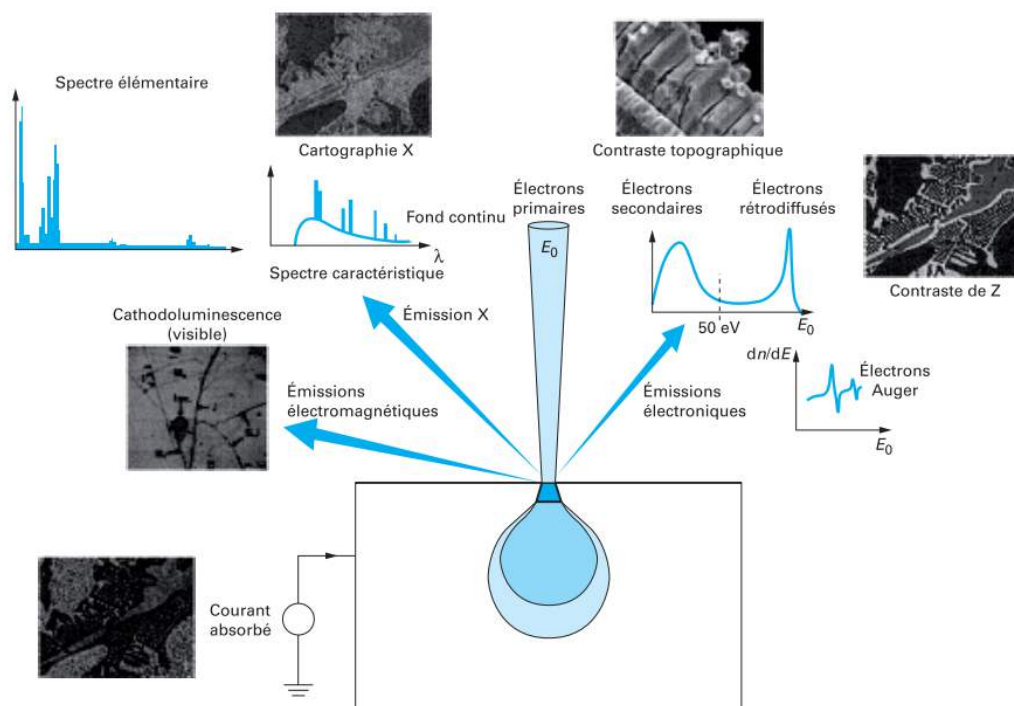 Spectre élémentaire
Cartographie X
Fond continu
λ
Spectre caractéristique
Émission X
Cathodoluminescence
(visible)
Émissions
électromagnétiques
Courant
absorbé
Électrons
primaires
E0
Contraste topographique
Électrons
secondaires
Électrons
rétrodiffusés
50 eV
E0
Contraste de Z
dn/dE
Électrons
Auger
E0
Émissions
électroniques